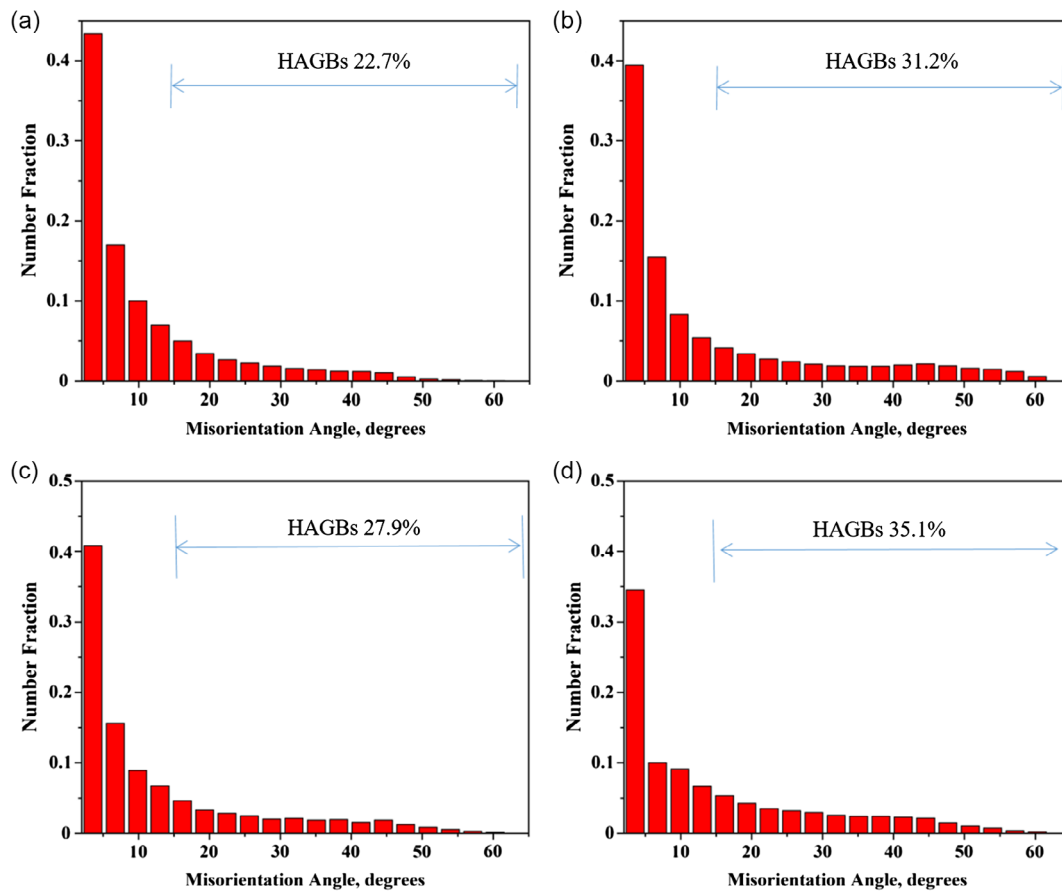 (a)
HAGBs 22.7%
Number Fraction
0.4
0.3
0.2
0.1
0
10 20 30 40 50 60
Misorientation Angle, degrees
(b)
HAGBs 31.2%
Number Fraction
0.4
0.3
0.2
0.1
0
10 20 30 40 50 60
Misorientation Angle, degrees
(c)
HAGBs 27.9%
Number Fraction
0.5
0.4
0.3
0.2
0.1
0
10 20 30 40 50 60
Misorientation Angle, degrees
(d)
HAGBs 35.1%
Number Fraction
0.5
0.4
0.3
0.2
0.1
0
10 20 30 40 50 60
Misorientation Angle, degrees